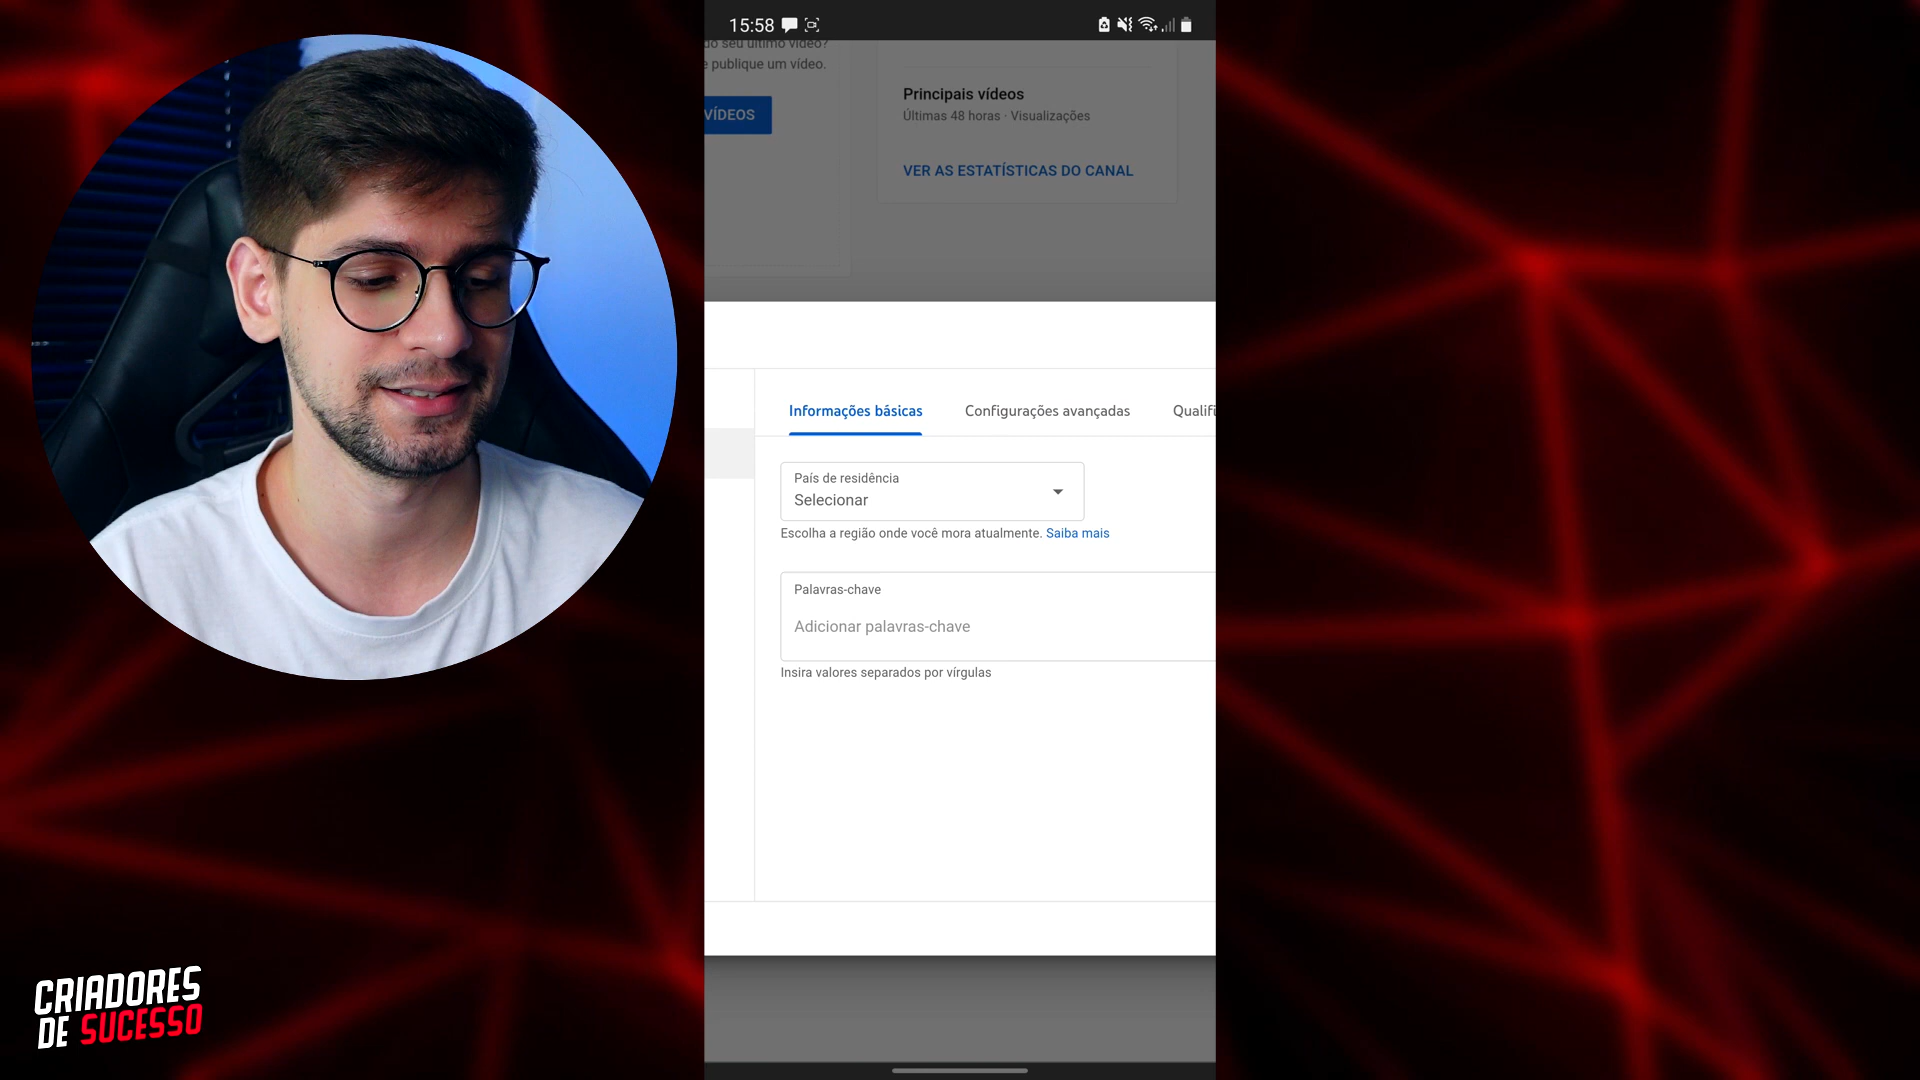 15:58
do seu último vídeo?
e publique um vídeo.
VÍDEOS
Principais vídeos
Últimas 48 horas · Visualizações
VER AS ESTATÍSTICAS DO CANAL
Informações básicas
Configurações avançadas
Qualifi
País de residência
Selecionar
Escolha a região onde você mora atualmente. Saiba mais
Palavras-chave
Adicionar palavras-chave
Insira valores separados por vírgulas
CRIADORES
DE SUCESSO